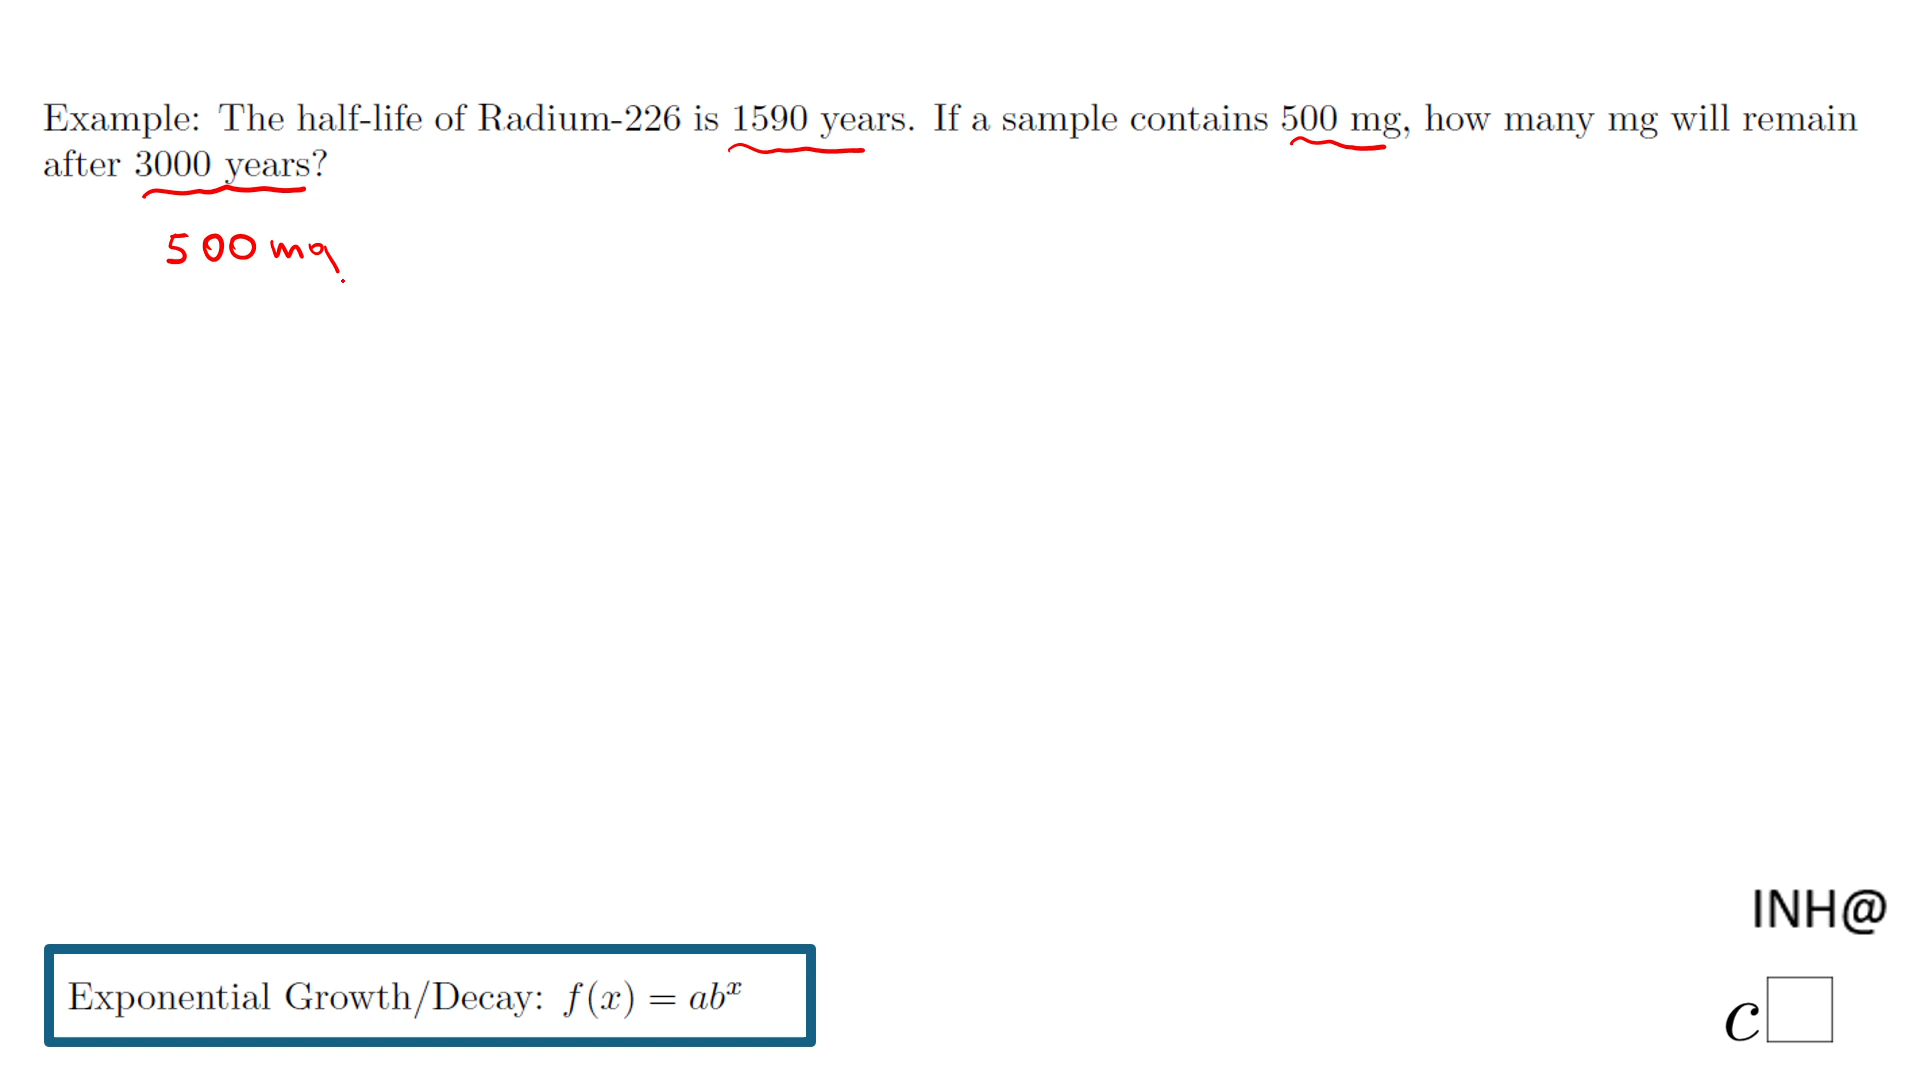 Example: The half-life of Radium-226 is 1590 years. If a sample contains 500 mg, how many mg will remain
after 3000 years?
500 mg
INH@
Exponential Growth/Decay: f(x) = abˣ
c